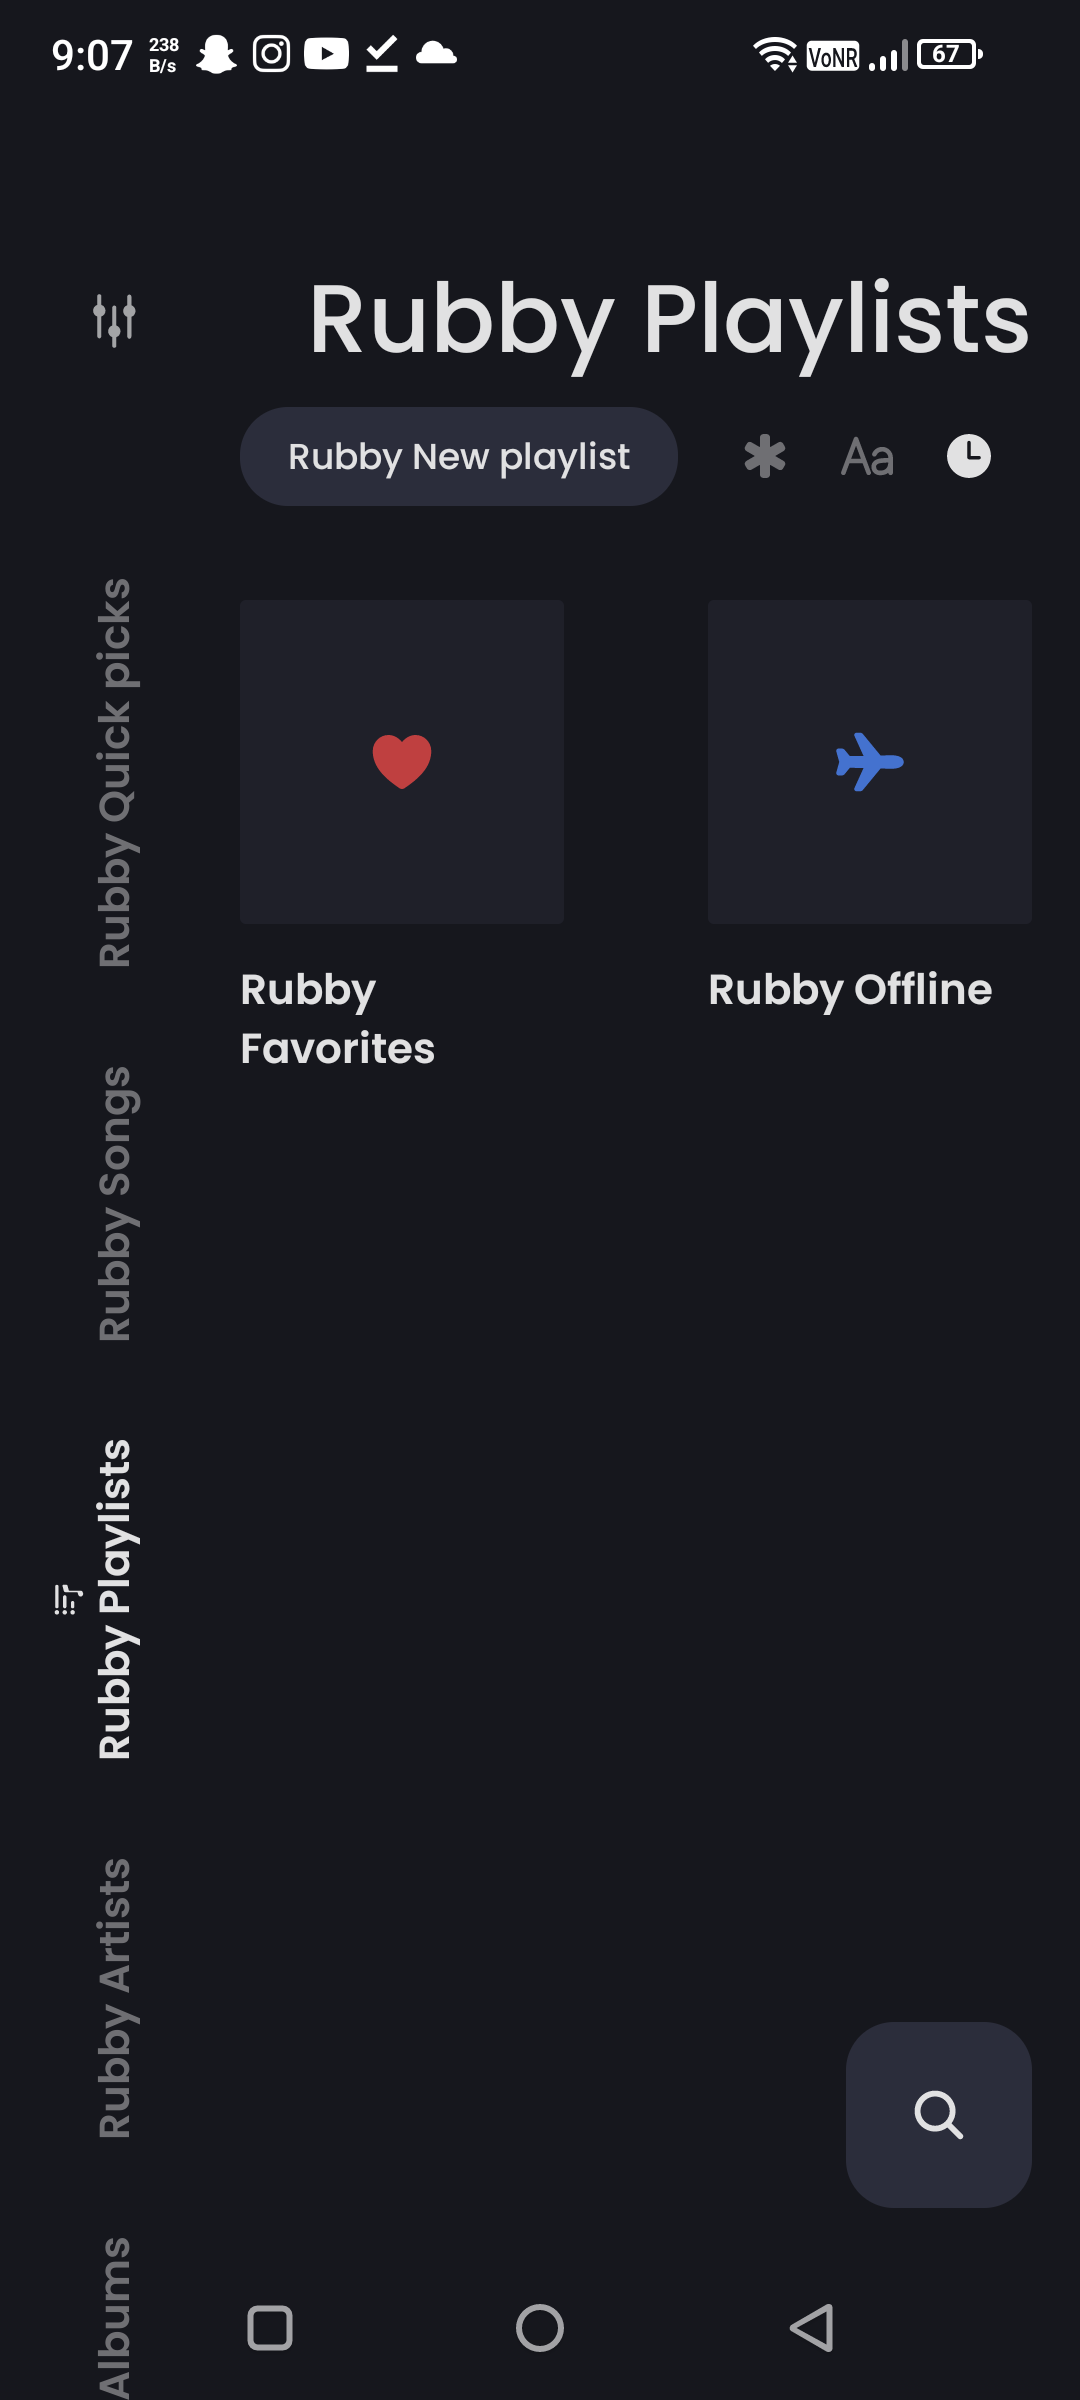 9:07
238
B/s
VoNR
67
Rubby Playlists
Rubby New playlist
Aa
Rubby Quick picks
Rubby Songs
Rubby Playlists
Rubby Artists
Albums
Rubby
Favorites
Rubby Offline